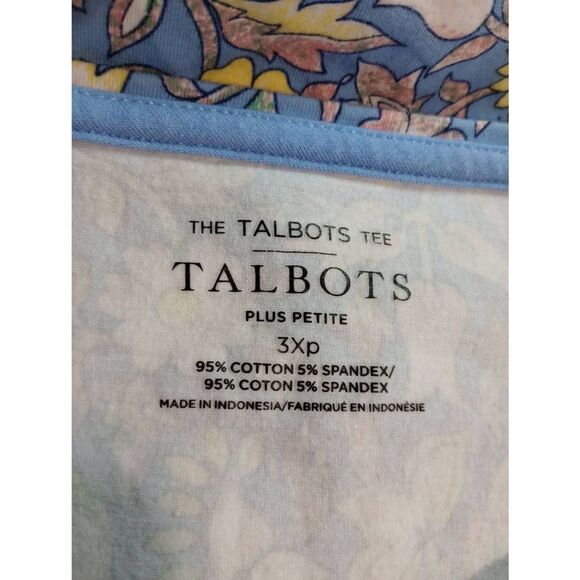 THE TALBOTS TEE
TALBOTS
PLUS PETITE
3Xp
95% COTTON 5% SPANDEX/
95% COTON 5% SPANDEX
MADE IN INDONESIA/FABRIQUÉ EN INDONÉSIE